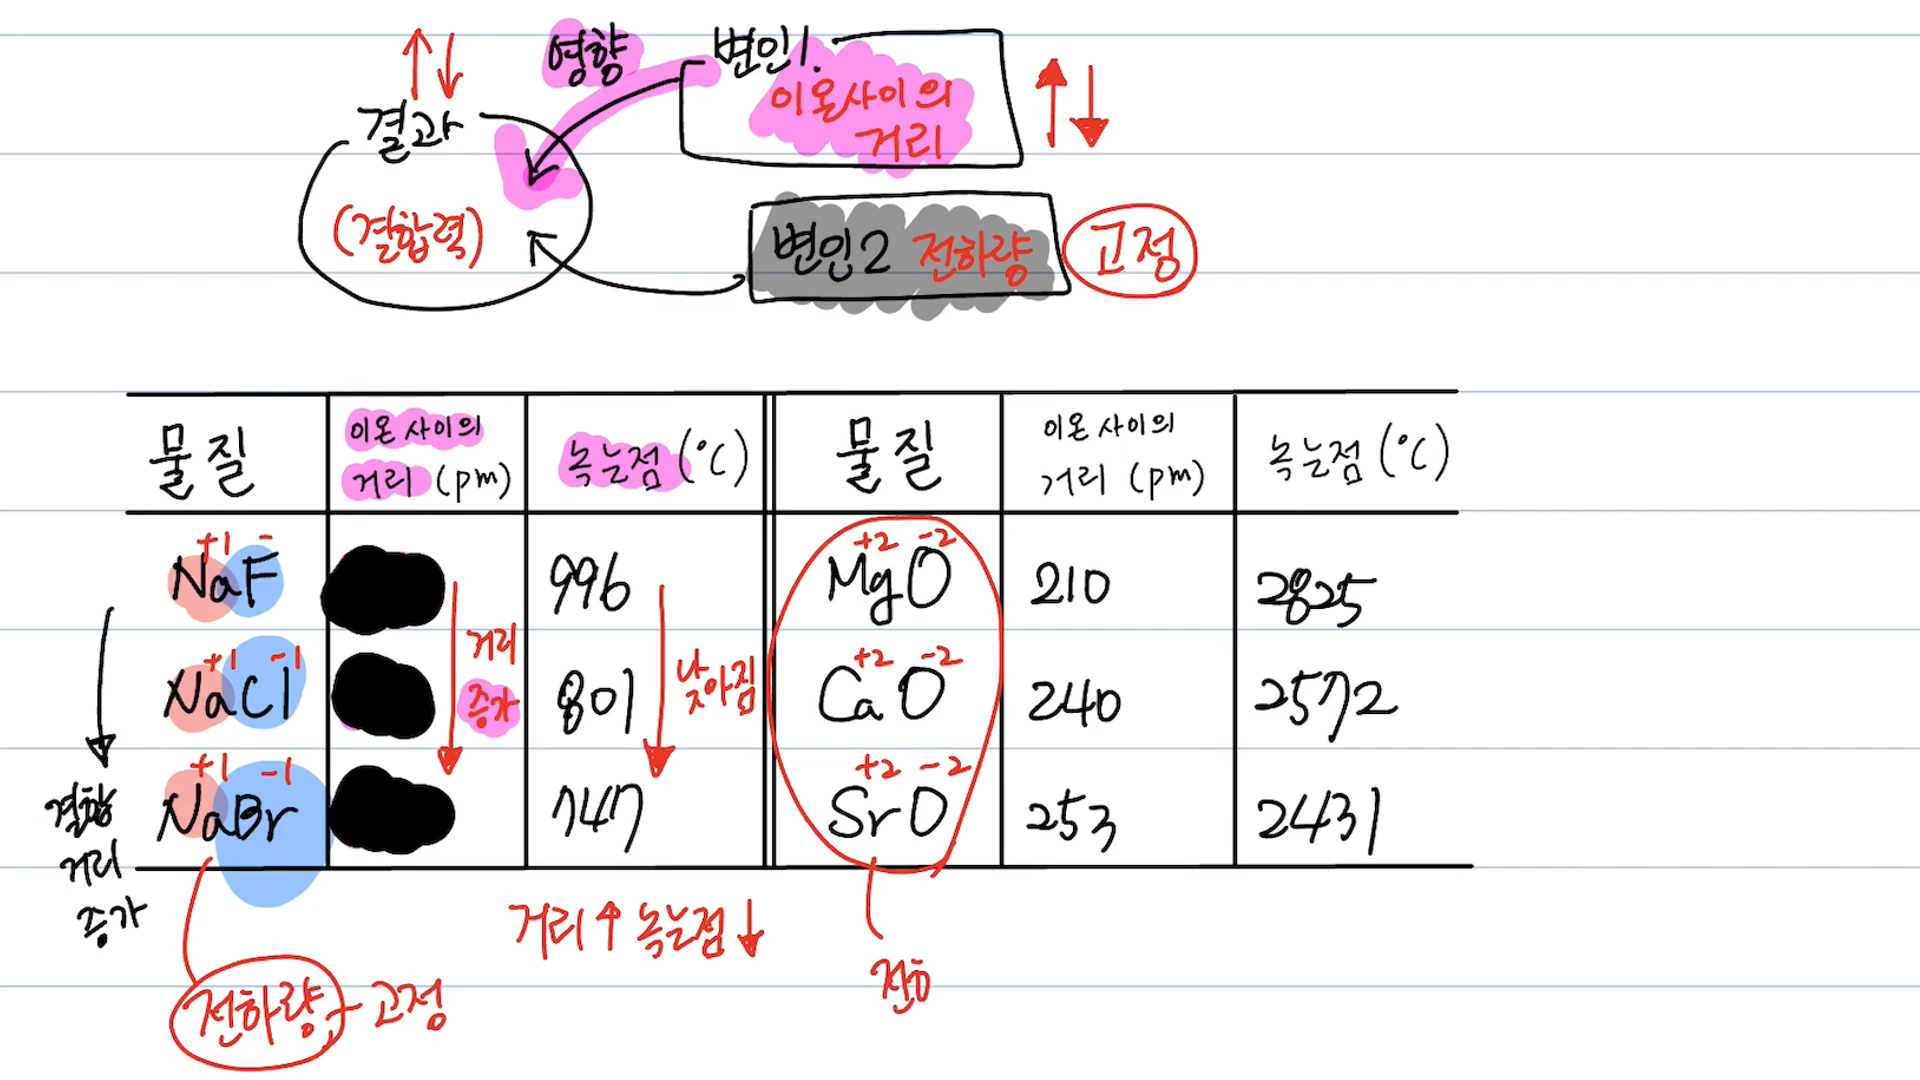 영향
변인1.
이온사이의
거리
결과
(결합력)
변인2 전하량
고정
물질
이온 사이의
거리 (pm)
녹는점 (°C)
물질
이온 사이의
거리 (pm)
녹는점 (°C)
+1 -
NaF
996
+2 -2
MgO
210
2825
거리
증가
낮아짐
+1 -1
NaCl
801
+2 -2
CaO
240
2572
+1 -1
NaBr
747
+2 -2
SrO
253
2431
결합
거리
증가
거리↑ 녹는점↓
전하
전하량 - 고정